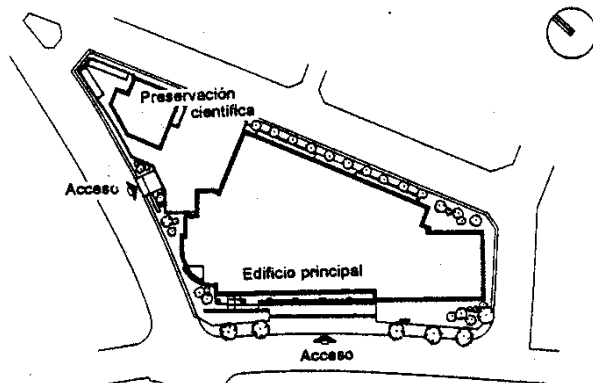 Preservación
científica
Acceso
Edificio principal
Acceso